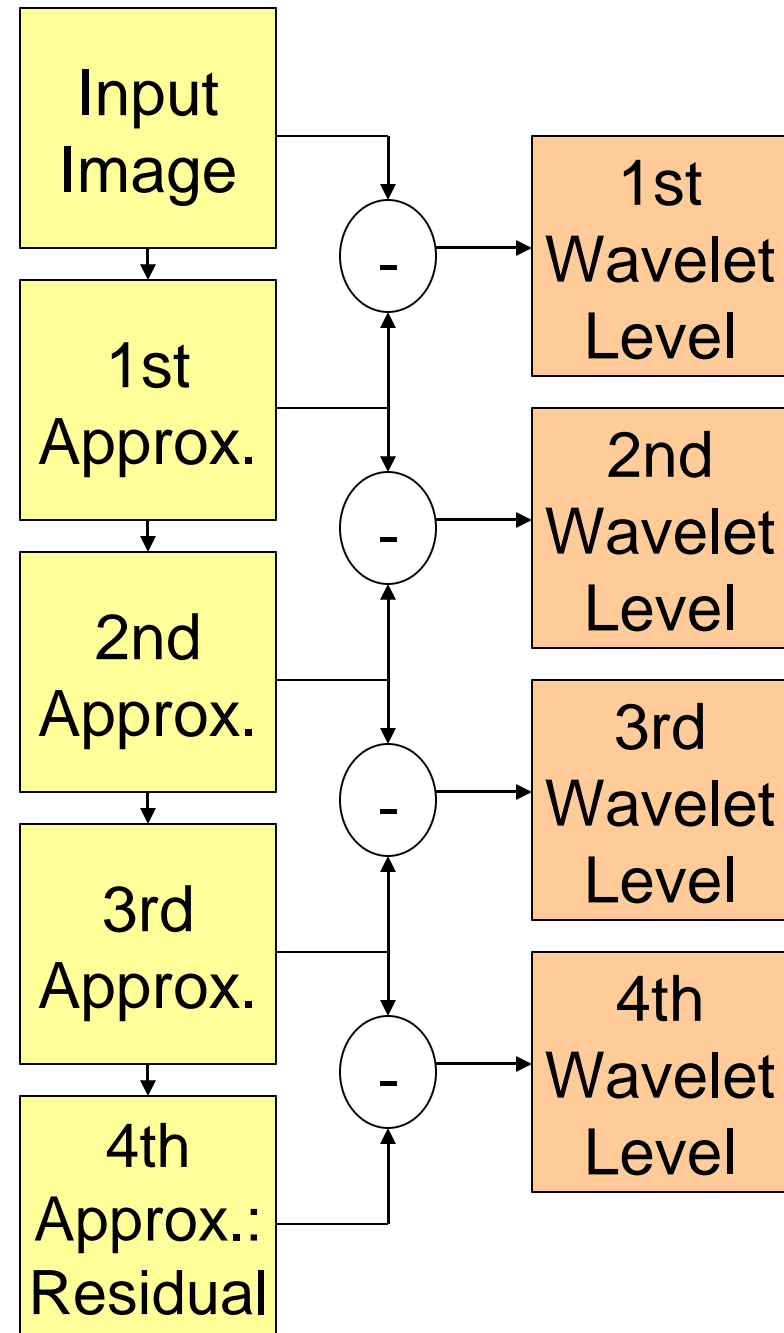 Input
Image
-
1st
Wavelet
Level
1st
Approx.
-
2nd
Wavelet
Level
2nd
Approx.
-
3rd
Wavelet
Level
3rd
Approx.
-
4th
Wavelet
Level
4th
Approx.:
Residual